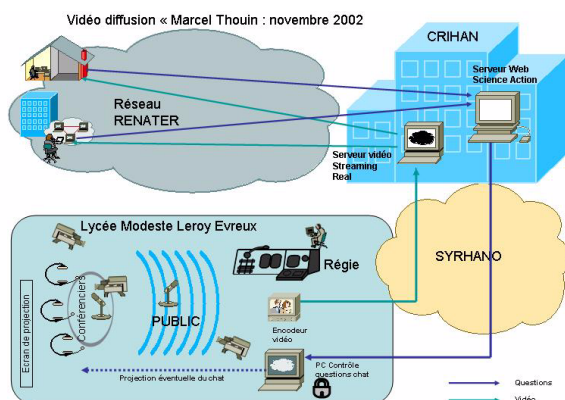 Vidéo diffusion « Marcel Thouin : novembre 2002
CRIHAN
Serveur Web
Science Action
Réseau
RENATER
Serveur vidéo
Streaming
Real
Lycée Modeste Leroy Evreux
SYRHANO
Régie
Ecran de projection
Conférenciers
PUBLIC
Encodeur
vidéo
PC Contrôle
questions chat
Projection éventuelle du chat
Questions
Vidéo